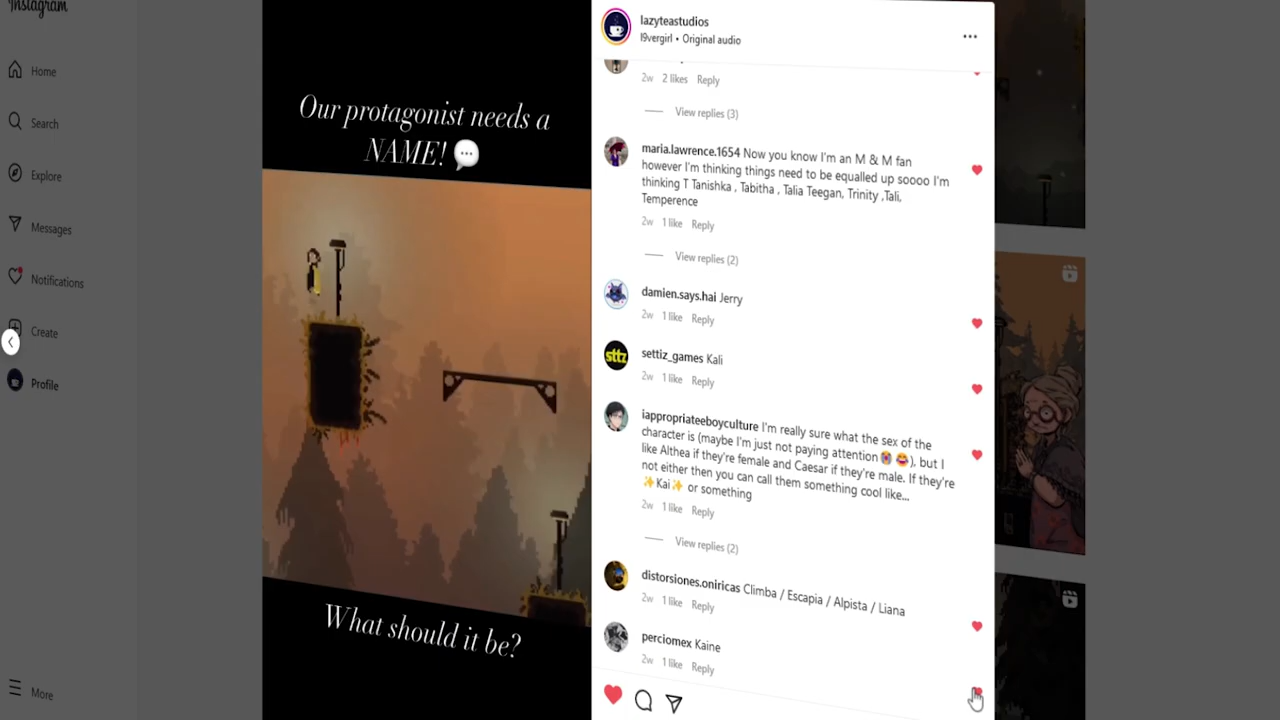 Instagram
Home
Search
Explore
Messages
Notifications
Create
Profile
More
Our protagonist needs a
NAME! 💬
What should it be?
lazyteastudios
l9vergirl • Original audio
2w 2 likes Reply
View replies (3)
maria.lawrence.1654 Now you know I'm an M & M fan
however I'm thinking things need to be equalled up soooo I'm
thinking T Tanishka , Tabitha , Talia Teegan, Trinity ,Tali,
Temperence
2w 1 like Reply
View replies (2)
damien.says.hai Jerry
2w 1 like Reply
sttz
settiz_games Kali
2w 1 like Reply
iappropriateeboyculture I'm really sure what the sex of the
character is (maybe I'm just not paying attention😭 😂), but I
like Althea if they're female and Caesar if they're male. If they're
not either then you can call them something cool like...
✨Kai✨ or something
2w 1 like Reply
View replies (2)
distorsiones.oniricas Climba / Escapia / Alpista / Liana
2w 1 like Reply
perciomex Kaine
2w 1 like Reply